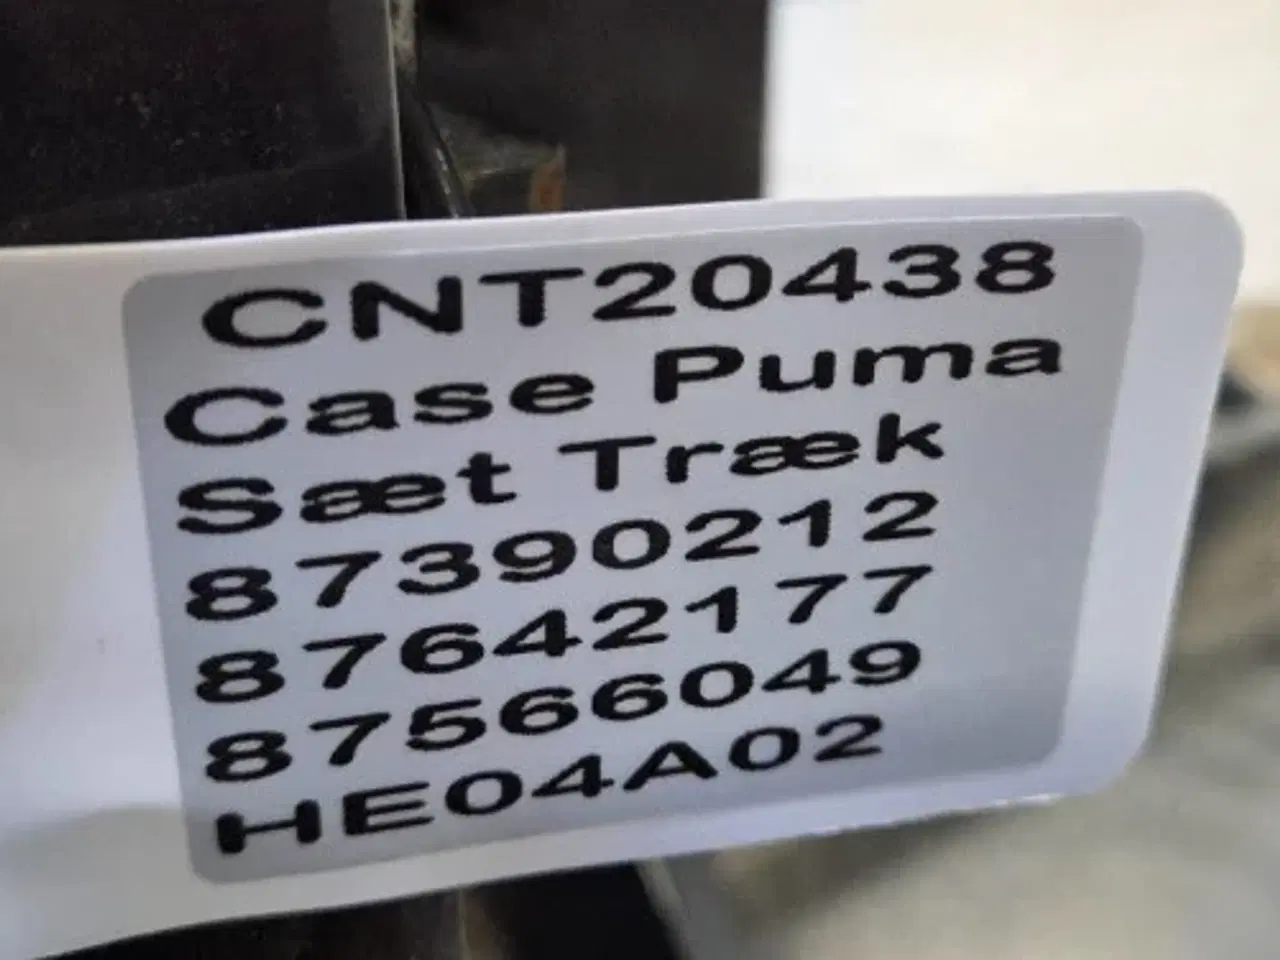 CNT20438
Case Puma
Sæt Træk
87390212
87642177
87566049
HE04A02